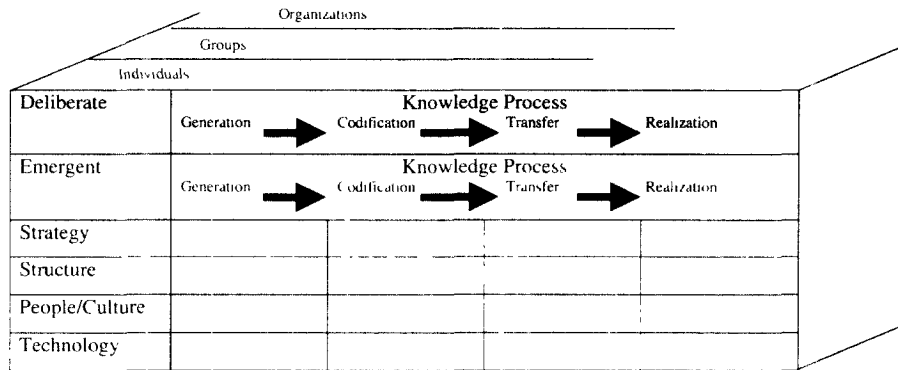 Organizations
Groups
Individuals
Deliberate
Knowledge Process
Generation Codification Transfer Realization
Emergent
Knowledge Process
Generation Codification Transfer Realization
Strategy
Structure
People/Culture
Technology